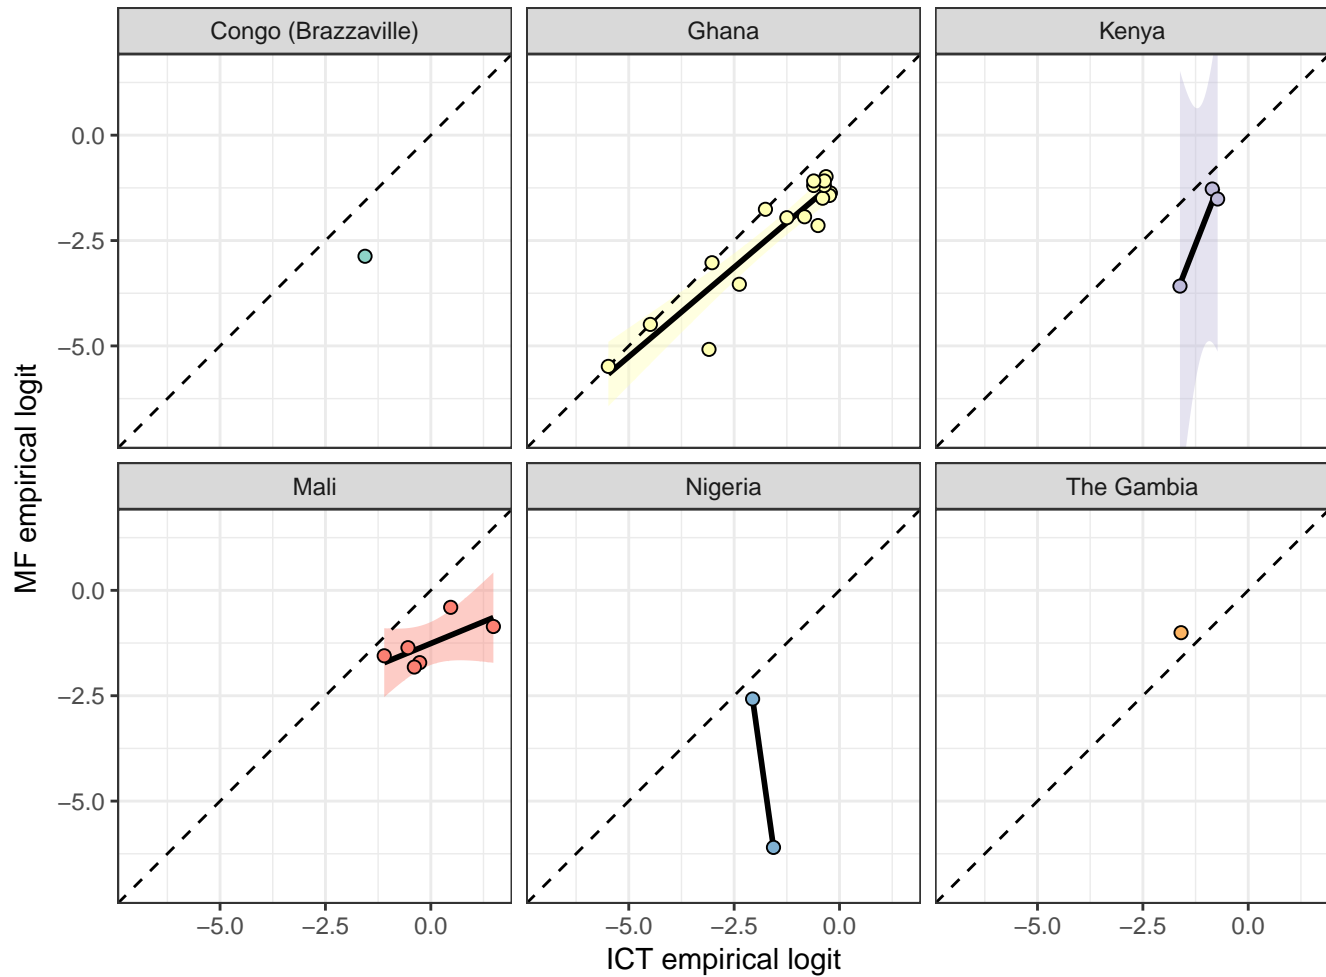 Congo (Brazzaville)
Ghana
Kenya
0.0
−2.5
−5.0
Mali
Nigeria
The Gambia
0.0
−2.5
−5.0
−5.0 −2.5 0.0
−5.0 −2.5 0.0
−5.0 −2.5 0.0
ICT empirical logit
MF empirical logit